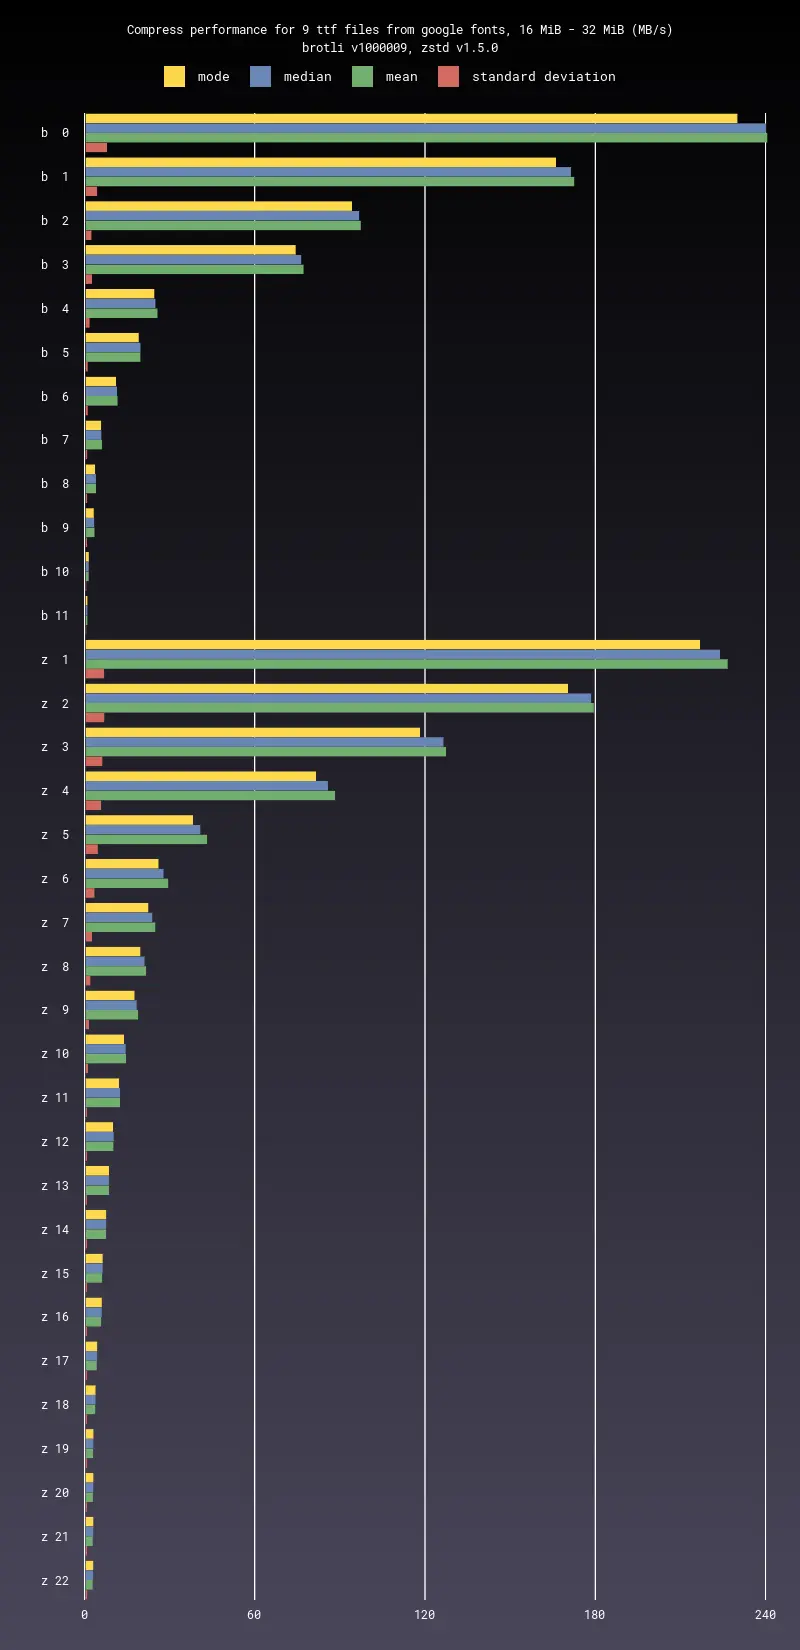 Compress performance for 9 ttf files from google fonts, 16 MiB - 32 MiB (MB/s)
brotli v1000009, zstd v1.5.0
mode median mean standard deviation
b 0
b 1
b 2
b 3
b 4
b 5
b 6
b 7
b 8
b 9
b 10
b 11
z 1
z 2
z 3
z 4
z 5
z 6
z 7
z 8
z 9
z 10
z 11
z 12
z 13
z 14
z 15
z 16
z 17
z 18
z 19
z 20
z 21
z 22
0 60 120 180 240